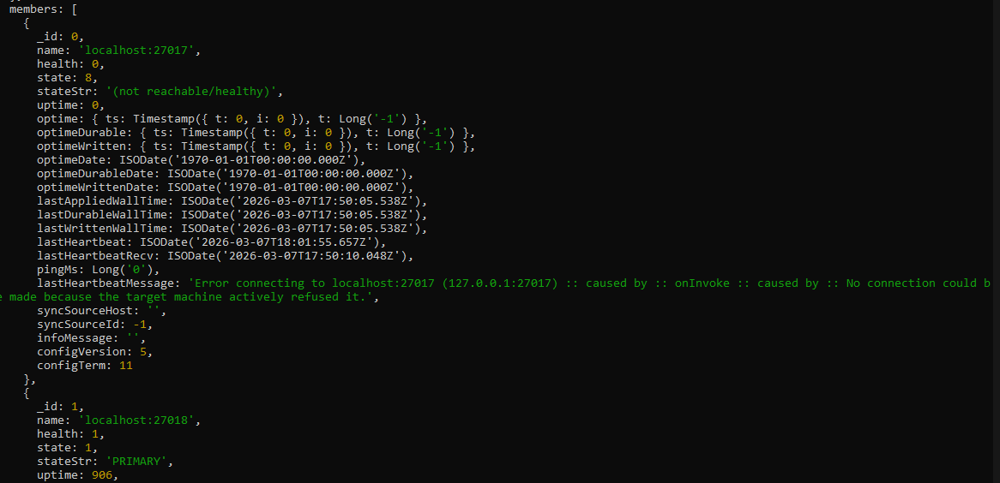 members: [
{
_id: 0,
name: 'localhost:27017',
health: 0,
state: 8,
stateStr: '(not reachable/healthy)',
uptime: 0,
optime: { ts: Timestamp({ t: 0, i: 0 }), t: Long('-1') },
optimeDurable: { ts: Timestamp({ t: 0, i: 0 }), t: Long('-1') },
optimeWritten: { ts: Timestamp({ t: 0, i: 0 }), t: Long('-1') },
optimeDate: ISODate('1970-01-01T00:00:00.000Z'),
optimeDurableDate: ISODate('1970-01-01T00:00:00.000Z'),
optimeWrittenDate: ISODate('1970-01-01T00:00:00.000Z'),
lastAppliedWallTime: ISODate('2026-03-07T17:50:05.538Z'),
lastDurableWallTime: ISODate('2026-03-07T17:50:05.538Z'),
lastWrittenWallTime: ISODate('2026-03-07T17:50:05.538Z'),
lastHeartbeat: ISODate('2026-03-07T18:01:55.657Z'),
lastHeartbeatRecv: ISODate('2026-03-07T17:50:10.048Z'),
pingMs: Long('0'),
lastHeartbeatMessage: 'Error connecting to localhost:27017 (127.0.0.1:27017) :: caused by :: onInvoke :: caused by :: No connection could b
e made because the target machine actively refused it.',
syncSourceHost: '',
syncSourceId: -1,
infoMessage: '',
configVersion: 5,
configTerm: 11
},
{
_id: 1,
name: 'localhost:27018',
health: 1,
state: 1,
stateStr: 'PRIMARY',
uptime: 906,